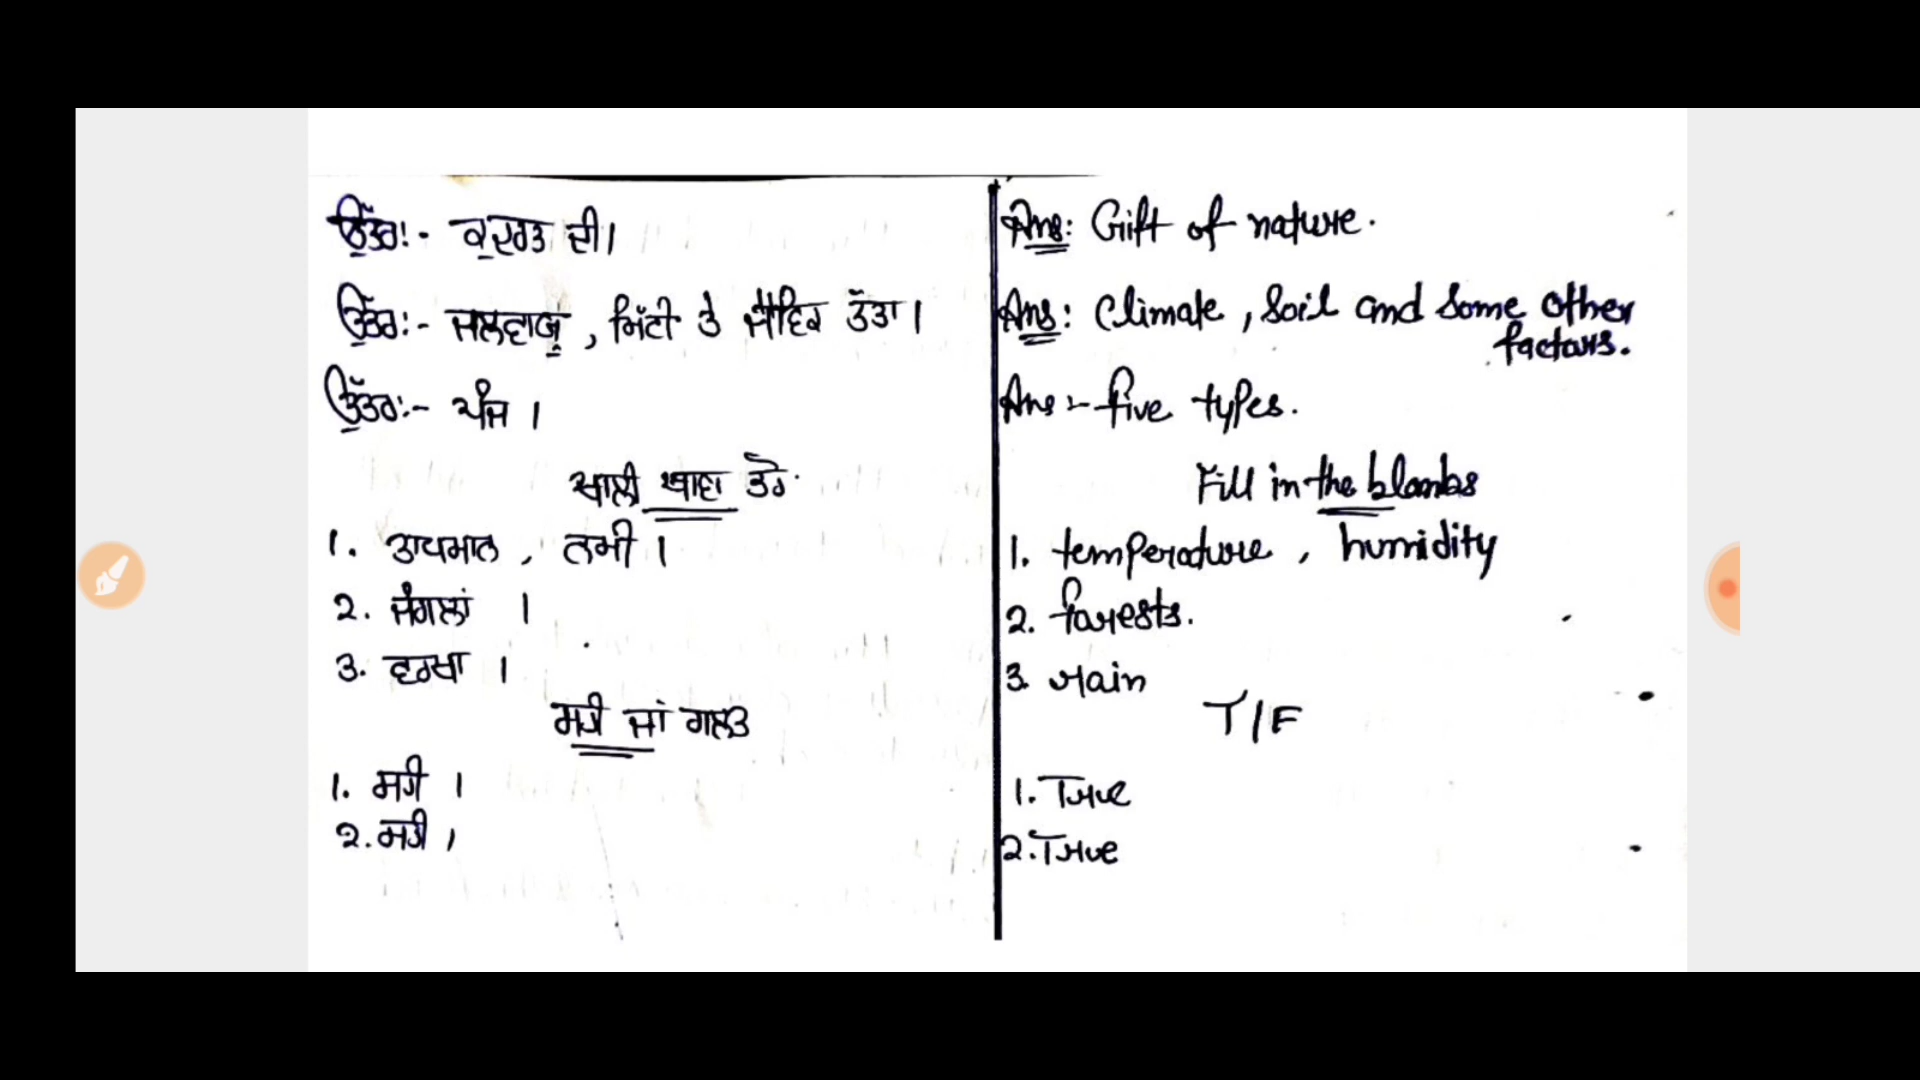 ਉੱਤਰ:- ਕੁਦਰਤ ਦੀ।
ਉੱਤਰ:- ਜਲਵਾਯੂ, ਮਿੱਟੀ ਤੇ ਜੈਵਿਕ ਤੱਤ।
ਉੱਤਰ:- ਪੰਜ ।
ਖਾਲੀ ਥਾਵਾਂ ਭਰੋ
1. ਤਾਪਮਾਨ , ਨਮੀ ।
2. ਜੰਗਲਾਂ ।
3. ਵਰਖਾ ।
ਸਹੀ ਜਾਂ ਗਲਤ
1. ਸਹੀ ।
2. ਸਹੀ ।
Ans: Gift of nature.
Ans: Climate, Soil and Some other
factors.
Ans :- five types.
Fill in the blanks
1. temperature, humidity
2. forests.
3. rain
T/F
1. True
2. True